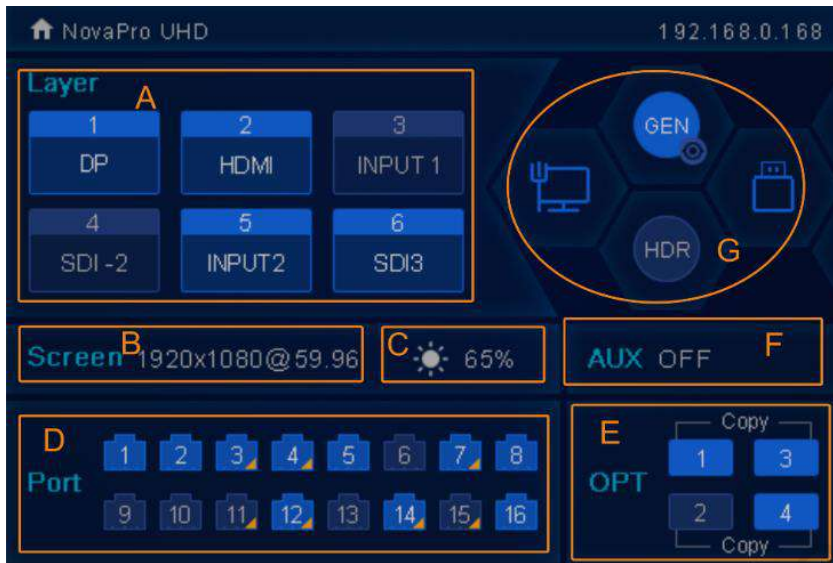 NovaPro UHD 192.168.0.168
Layer A
1 2 3
DP HDMI INPUT 1
4 5 6
SDI -2 INPUT2 SDI3
GEN
HDR G
Screen B 1920x1080@59.96
C 65%
AUX OFF F
D
Port
1 2 3 4 5 6 7 8
9 10 11 12 13 14 15 16
E
OPT
Copy
1 3
2 4
Copy